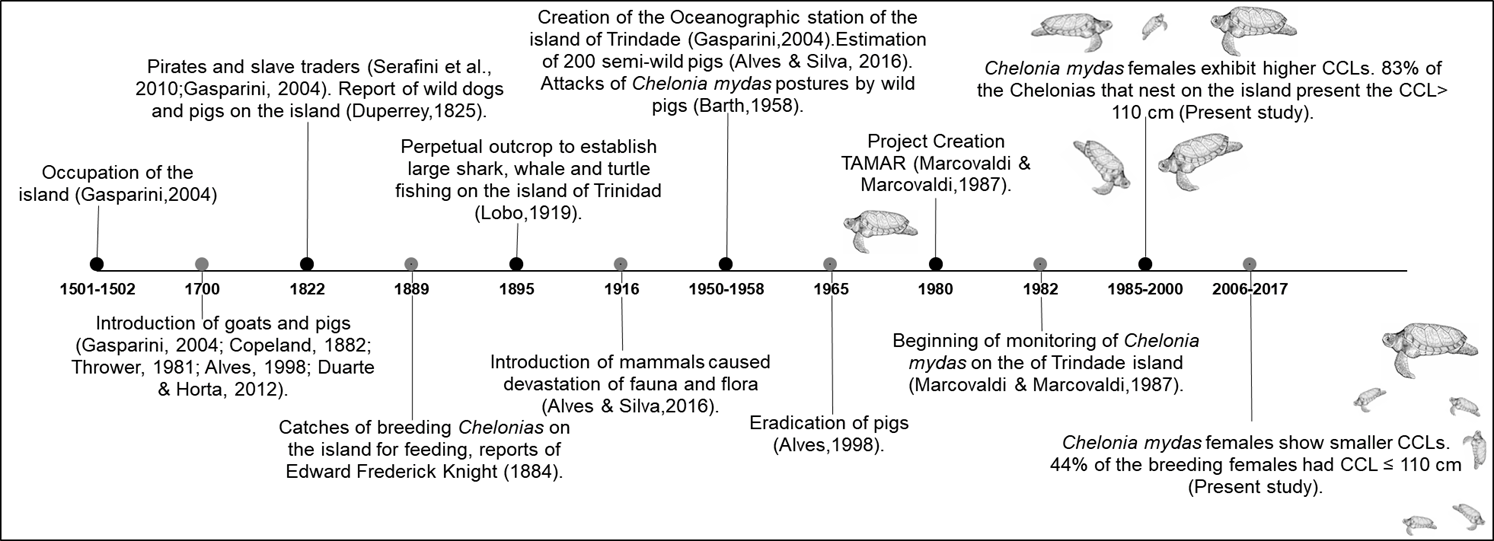 Occupation of the
island (Gasparini,2004)
Pirates and slave traders (Serafini et al.,
2010;Gasparini, 2004). Report of wild dogs
and pigs on the island (Duperrey,1825).
Perpetual outcrop to establish
large shark, whale and turtle
fishing on the island of Trinidad
(Lobo,1919).
Creation of the Oceanographic station of the
island of Trindade (Gasparini,2004).Estimation
of 200 semi-wild pigs (Alves & Silva, 2016).
Attacks of Chelonia mydas postures by wild
pigs (Barth,1958).
Project Creation
TAMAR (Marcovaldi &
Marcovaldi,1987).
Chelonia mydas females exhibit higher CCLs. 83% of
the Chelonias that nest on the island present the CCL>
110 cm (Present study).
1501-1502 1700 1822 1889 1895 1916 1950-1958 1965 1980 1982 1985-2000 2006-2017
Introduction of goats and pigs
(Gasparini, 2004; Copeland, 1882;
Thrower, 1981; Alves, 1998; Duarte
& Horta, 2012).
Catches of breeding Chelonias on
the island for feeding, reports of
Edward Frederick Knight (1884).
Introduction of mammals caused
devastation of fauna and flora
(Alves & Silva,2016).
Eradication of pigs
(Alves,1998).
Beginning of monitoring of Chelonia
mydas on the of Trindade island
(Marcovaldi & Marcovaldi,1987).
Chelonia mydas females show smaller CCLs.
44% of the breeding females had CCL ≤ 110 cm
(Present study).